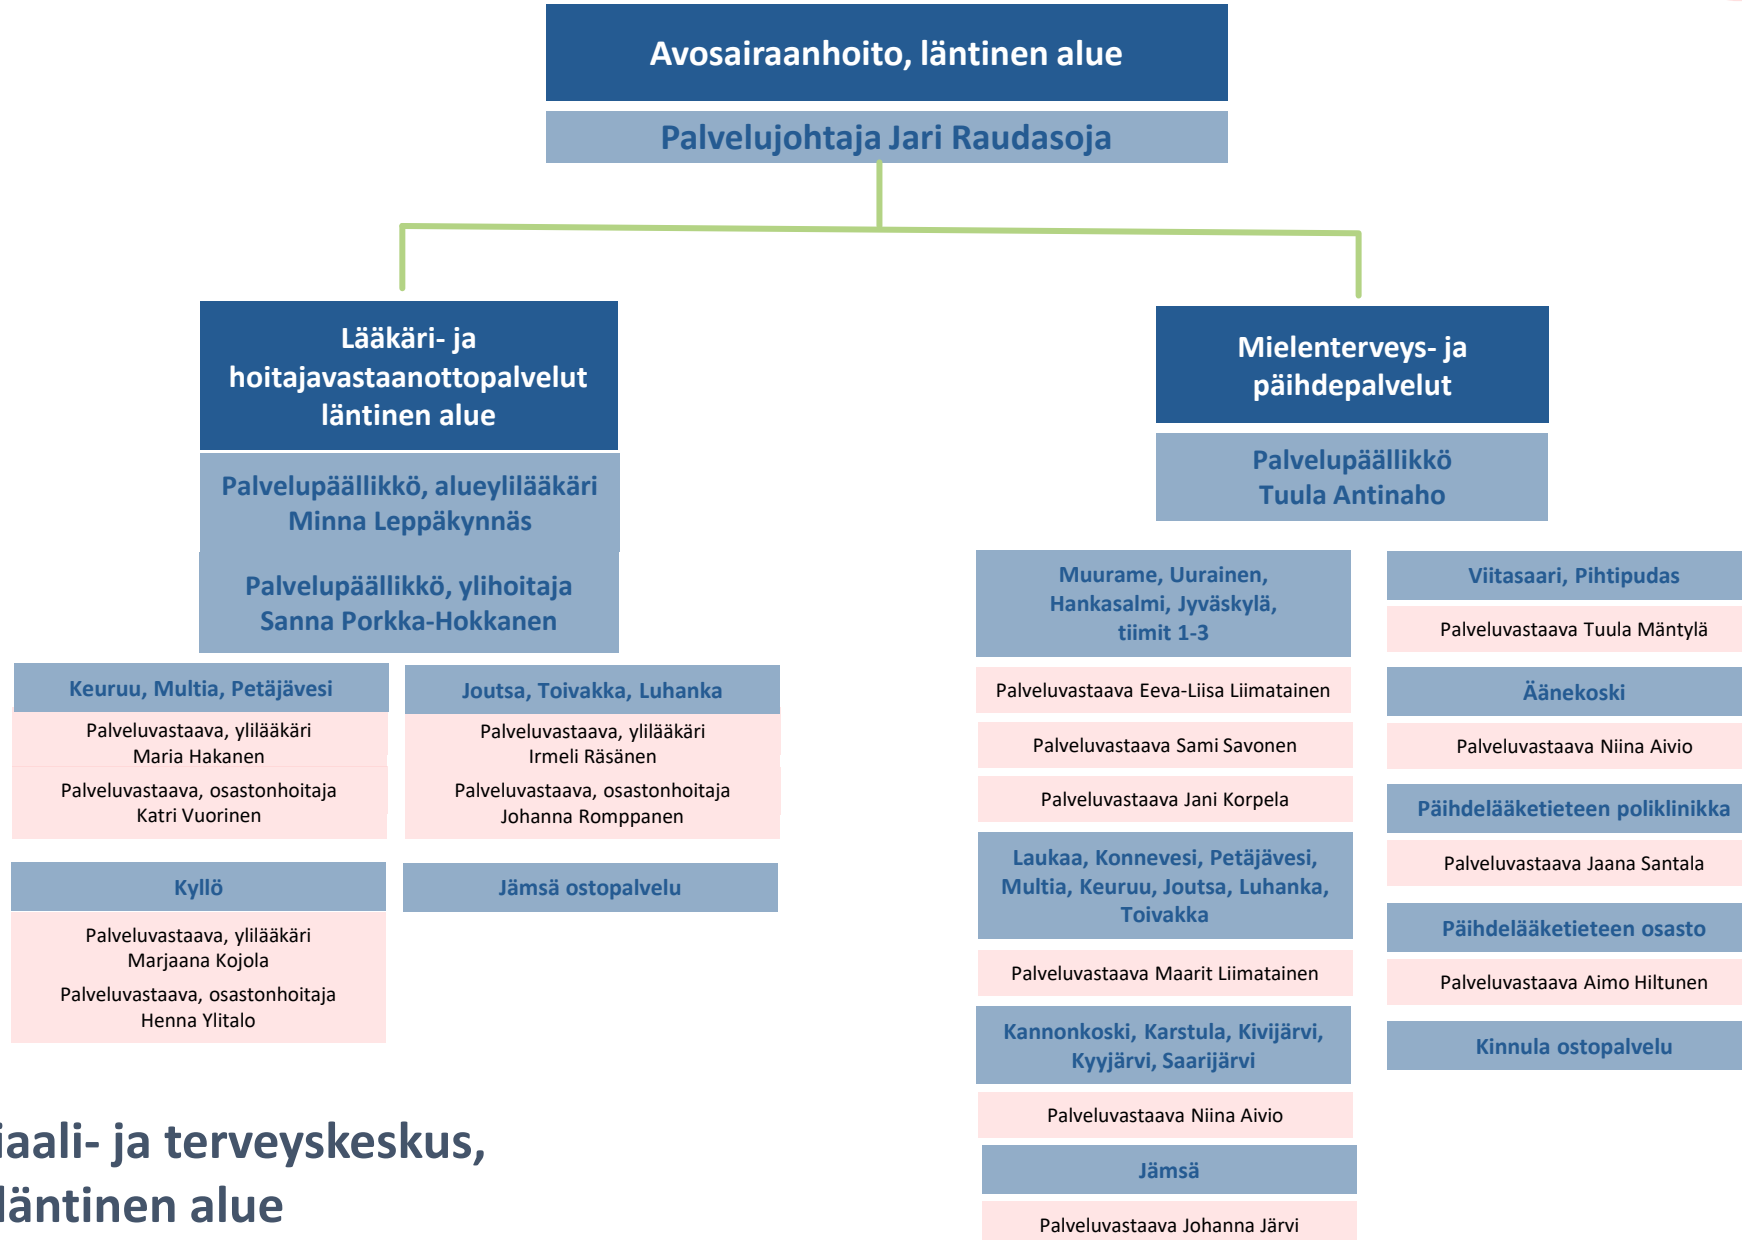 Avosairaanhoito, läntinen alue
Palvelujohtaja Jari Raudasoja
Lääkäri- ja
hoitajavastaanottopalvelut
läntinen alue
Palvelupäällikkö, alueylilääkäri
Minna Leppäkynnäs
Palvelupäällikkö, ylihoitaja
Sanna Porkka-Hokkanen
Keuruu, Multia, Petäjävesi
Palveluvastaava, ylilääkäri
Maria Hakanen
Palveluvastaava, osastonhoitaja
Katri Vuorinen
Joutsa, Toivakka, Luhanka
Palveluvastaava, ylilääkäri
Irmeli Räsänen
Palveluvastaava, osastonhoitaja
Johanna Romppanen
Kyllö
Palveluvastaava, ylilääkäri
Marjaana Kojola
Palveluvastaava, osastonhoitaja
Henna Ylitalo
Jämsä ostopalvelu
Mielenterveys- ja
päihdepalvelut
Palvelupäällikkö
Tuula Antinaho
Muurame, Uurainen,
Hankasalmi, Jyväskylä,
tiimit 1-3
Palveluvastaava Eeva-Liisa Liimatainen
Palveluvastaava Sami Savonen
Palveluvastaava Jani Korpela
Laukaa, Konnevesi, Petäjävesi,
Multia, Keuruu, Joutsa, Luhanka,
Toivakka
Palveluvastaava Maarit Liimatainen
Kannonkoski, Karstula, Kivijärvi,
Kyyjärvi, Saarijärvi
Palveluvastaava Niina Aivio
Jämsä
Palveluvastaava Johanna Järvi
Viitasaari, Pihtipudas
Palveluvastaava Tuula Mäntylä
Äänekoski
Palveluvastaava Niina Aivio
Päihdelääketieteen poliklinikka
Palveluvastaava Jaana Santala
Päihdelääketieteen osasto
Palveluvastaava Aimo Hiltunen
Kinnula ostopalvelu
iaali- ja terveyskeskus,
läntinen alue